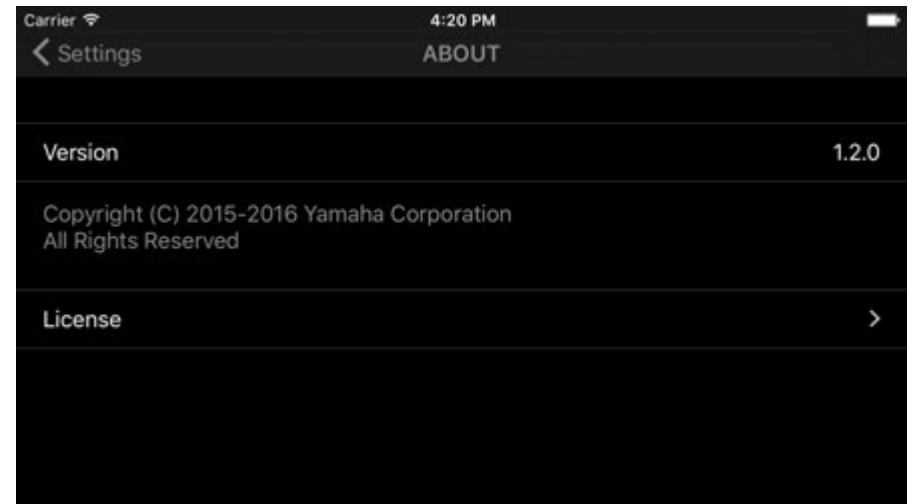 Carrier 4:20 PM
Settings ABOUT
Version 1.2.0
Copyright (C) 2015-2016 Yamaha Corporation
All Rights Reserved
License